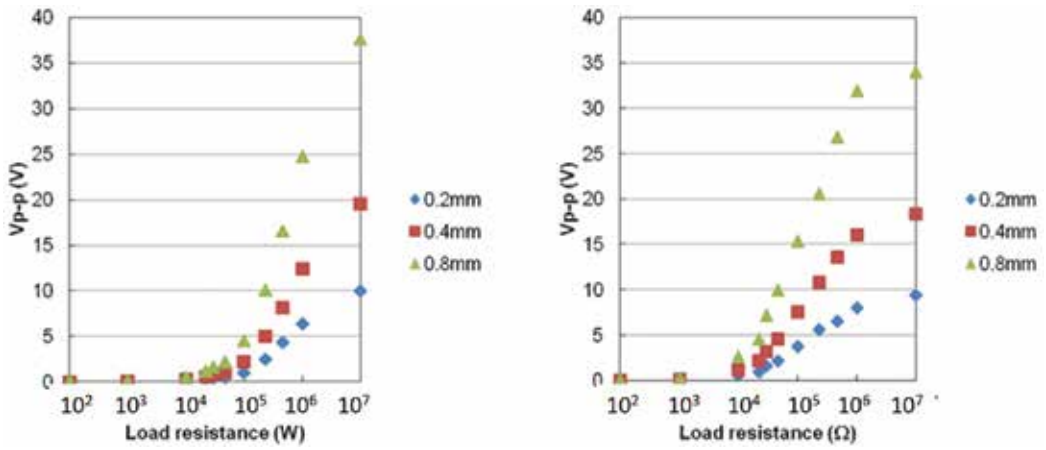 40
35
30
25
20
15
10
5
0
Vp-p (V)
10² 10³ 10⁴ 10⁵ 10⁶ 10⁷
Load resistance (W)
0.2mm
0.4mm
0.8mm
40
35
30
25
20
15
10
5
0
Vp-p (V)
10² 10³ 10⁴ 10⁵ 10⁶ 10⁷
Load resistance (Ω)
0.2mm
0.4mm
0.8mm